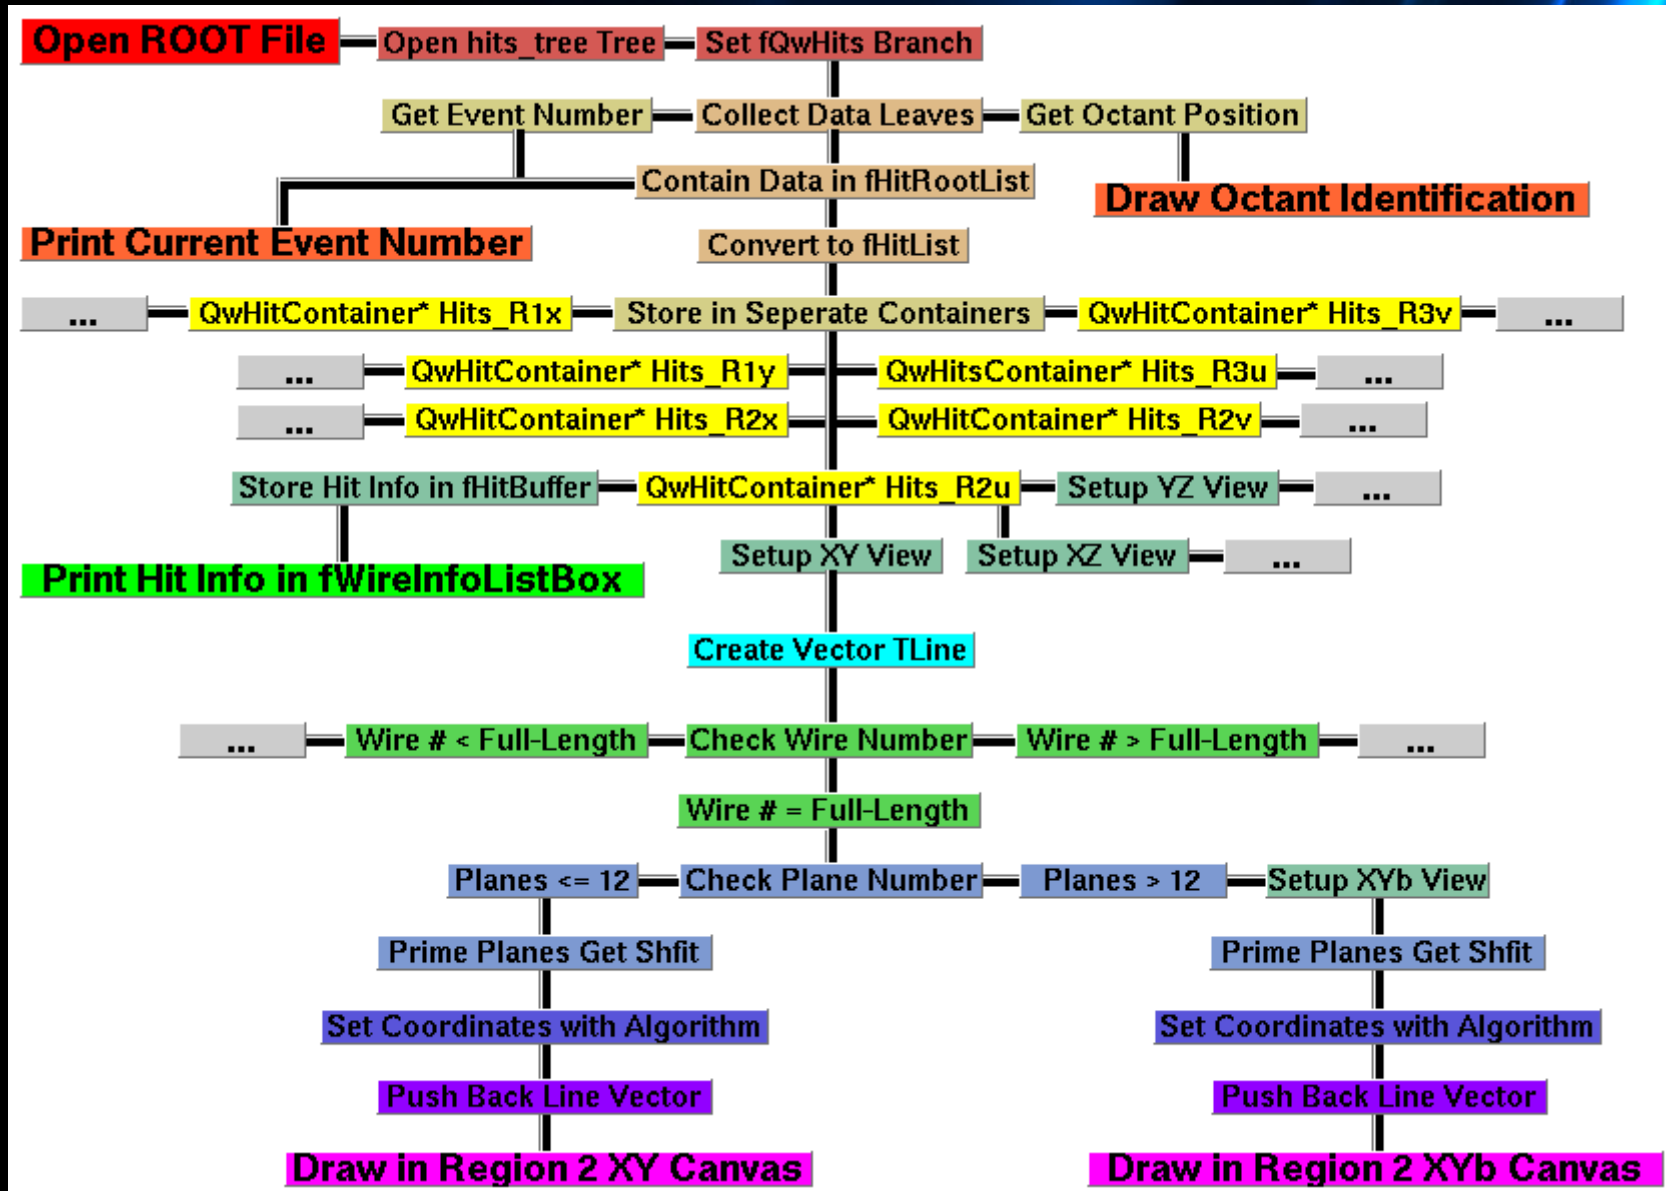 Open ROOT File
Open hits_tree Tree
Set fQwHits Branch
Get Event Number
Collect Data Leaves
Get Octant Position
Contain Data in fHitRootList
Draw Octant Identification
Print Current Event Number
Convert to fHitList
...
QwHitContainer* Hits_R1x
Store in Seperate Containers
QwHitContainer* Hits_R3v
...
...
QwHitContainer* Hits_R1y
QwHitsContainer* Hits_R3u
...
...
QwHitContainer* Hits_R2x
QwHitContainer* Hits_R2v
...
Store Hit Info in fHitBuffer
QwHitContainer* Hits_R2u
Setup YZ View
...
Setup XY View
Setup XZ View
...
Print Hit Info in fWireInfoListBox
Create Vector TLine
...
Wire # < Full-Length
Check Wire Number
Wire # > Full-Length
...
Wire # = Full-Length
Planes <= 12
Check Plane Number
Planes > 12
Setup XYb View
Prime Planes Get Shfit
Prime Planes Get Shfit
Set Coordinates with Algorithm
Set Coordinates with Algorithm
Push Back Line Vector
Push Back Line Vector
Draw in Region 2 XY Canvas
Draw in Region 2 XYb Canvas